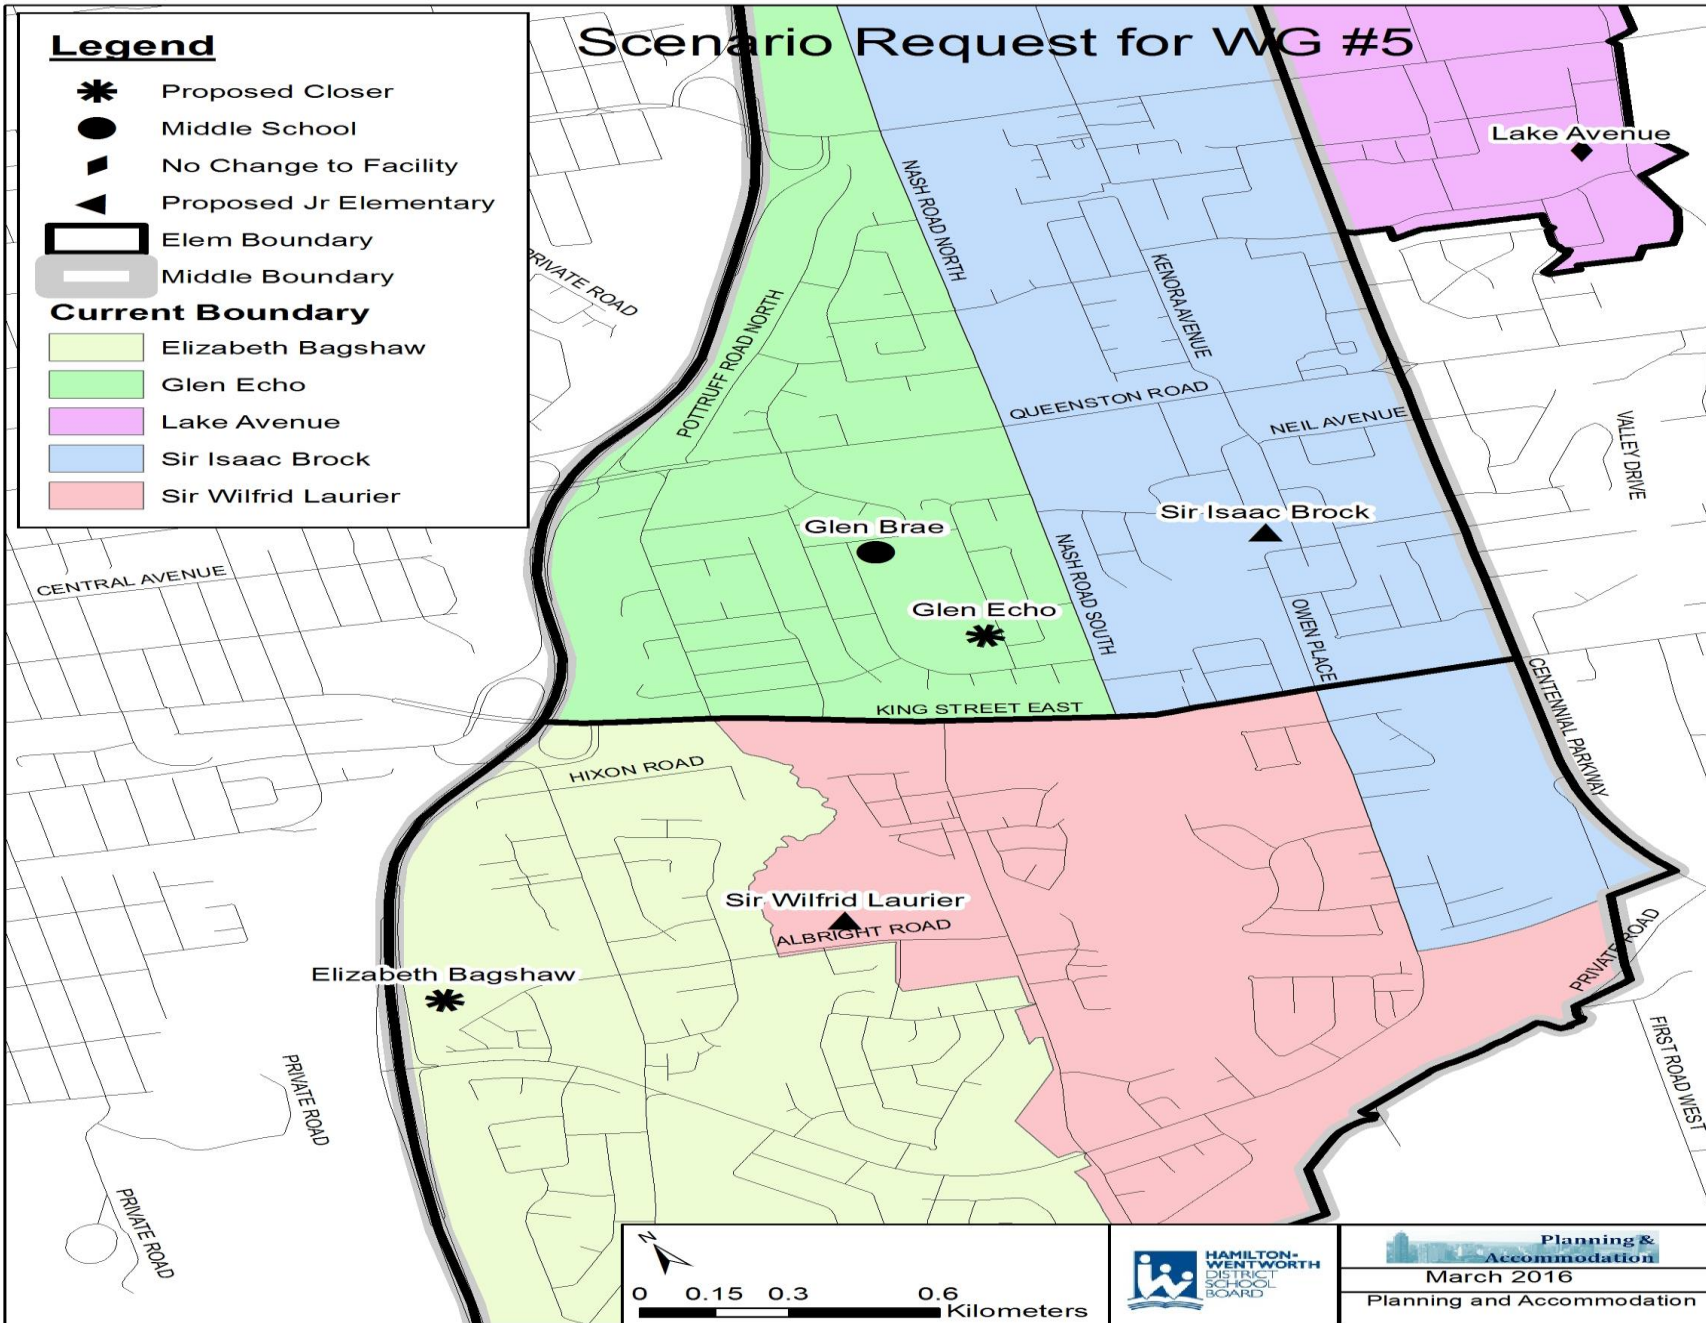 Scenario Request for WG #5
Legend
Proposed Closer
Middle School
No Change to Facility
Proposed Jr Elementary
Elem Boundary
Middle Boundary
Current Boundary
Elizabeth Bagshaw
Glen Echo
Lake Avenue
Sir Isaac Brock
Sir Wilfrid Laurier
Lake Avenue
NASH ROAD NORTH
PRIVATE ROAD
KENORA AVENUE
POTTRUFF ROAD NORTH
QUEENSTON ROAD
NEIL AVENUE
VALLEY DRIVE
Sir Isaac Brock
Glen Brae
NASH ROAD SOUTH
CENTRAL AVENUE
Glen Echo
OWEN PLACE
CENTENNIAL PARKWAY
KING STREET EAST
HIXON ROAD
Sir Wilfrid Laurier
ALBRIGHT ROAD
PRIVATE ROAD
Elizabeth Bagshaw
FIRST ROAD WEST
PRIVATE ROAD
PRIVATE ROAD
N
0 0.15 0.3 0.6
Kilometers
HAMILTON-
WENTWORTH
DISTRICT
SCHOOL
BOARD
Planning &
Accommodation
March 2016
Planning and Accommodation